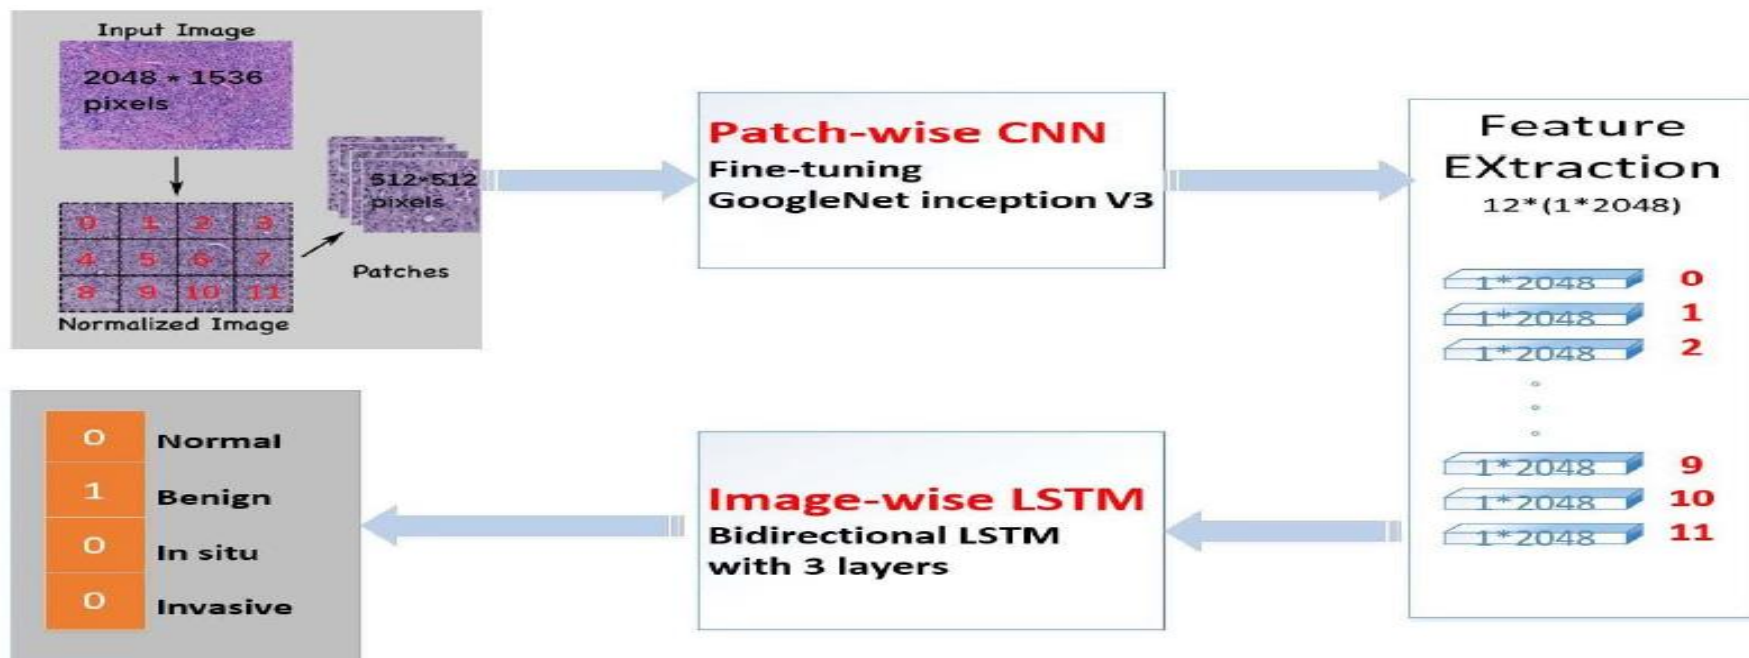 Input Image
2048 * 1536
pixels
0 1 2 3
4 5 6 7
8 9 10 11
Normalized Image
512*512
pixels
Patches
Patch-wise CNN
Fine-tuning
GoogleNet inception V3
Feature
EXtraction
12*(1*2048)
1*2048 0
1*2048 1
1*2048 2
1*2048 9
1*2048 10
1*2048 11
Image-wise LSTM
Bidirectional LSTM
with 3 layers
0 Normal
1 Benign
0 In situ
0 Invasive